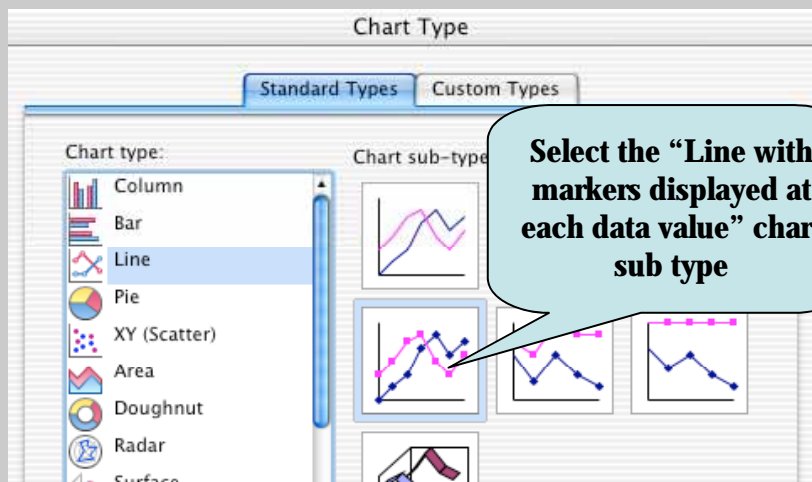 Chart Type
Standard Types
Custom Types
Chart type:
Column
Bar
Line
Pie
XY (Scatter)
Area
Doughnut
Radar
Surface
Chart sub-type
Select the “Line with
markers displayed at
each data value” char
sub type